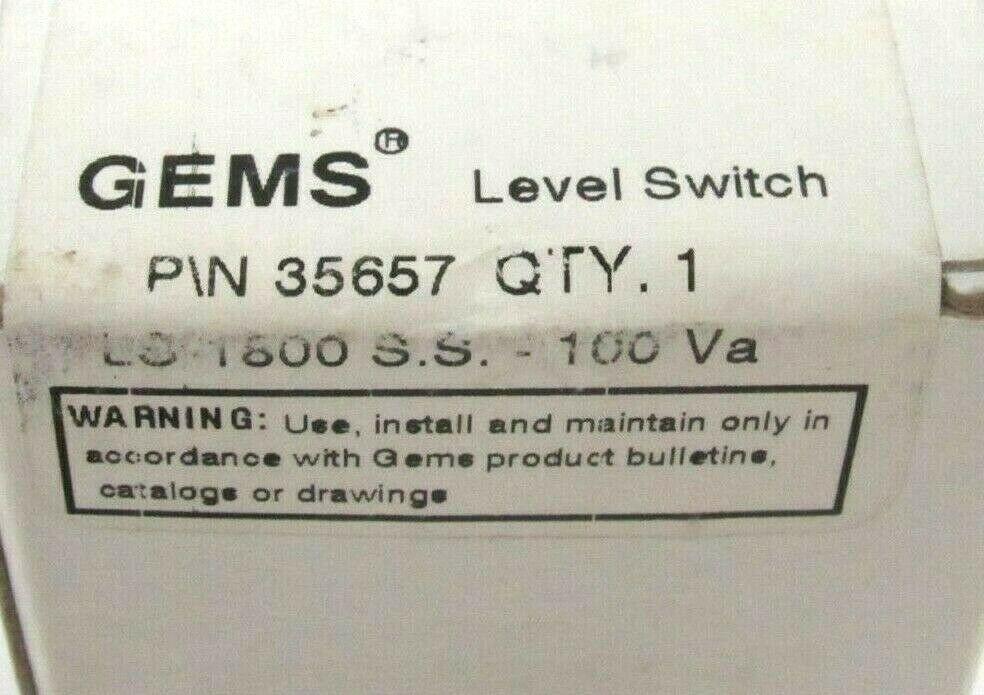 GEMS® Level Switch
P\N 35657 QTY. 1
LS-1800 S.S. - 100 Va
WARNING: Use, install and maintain only in
accordance with Gems product bulletins,
catalogs or drawings